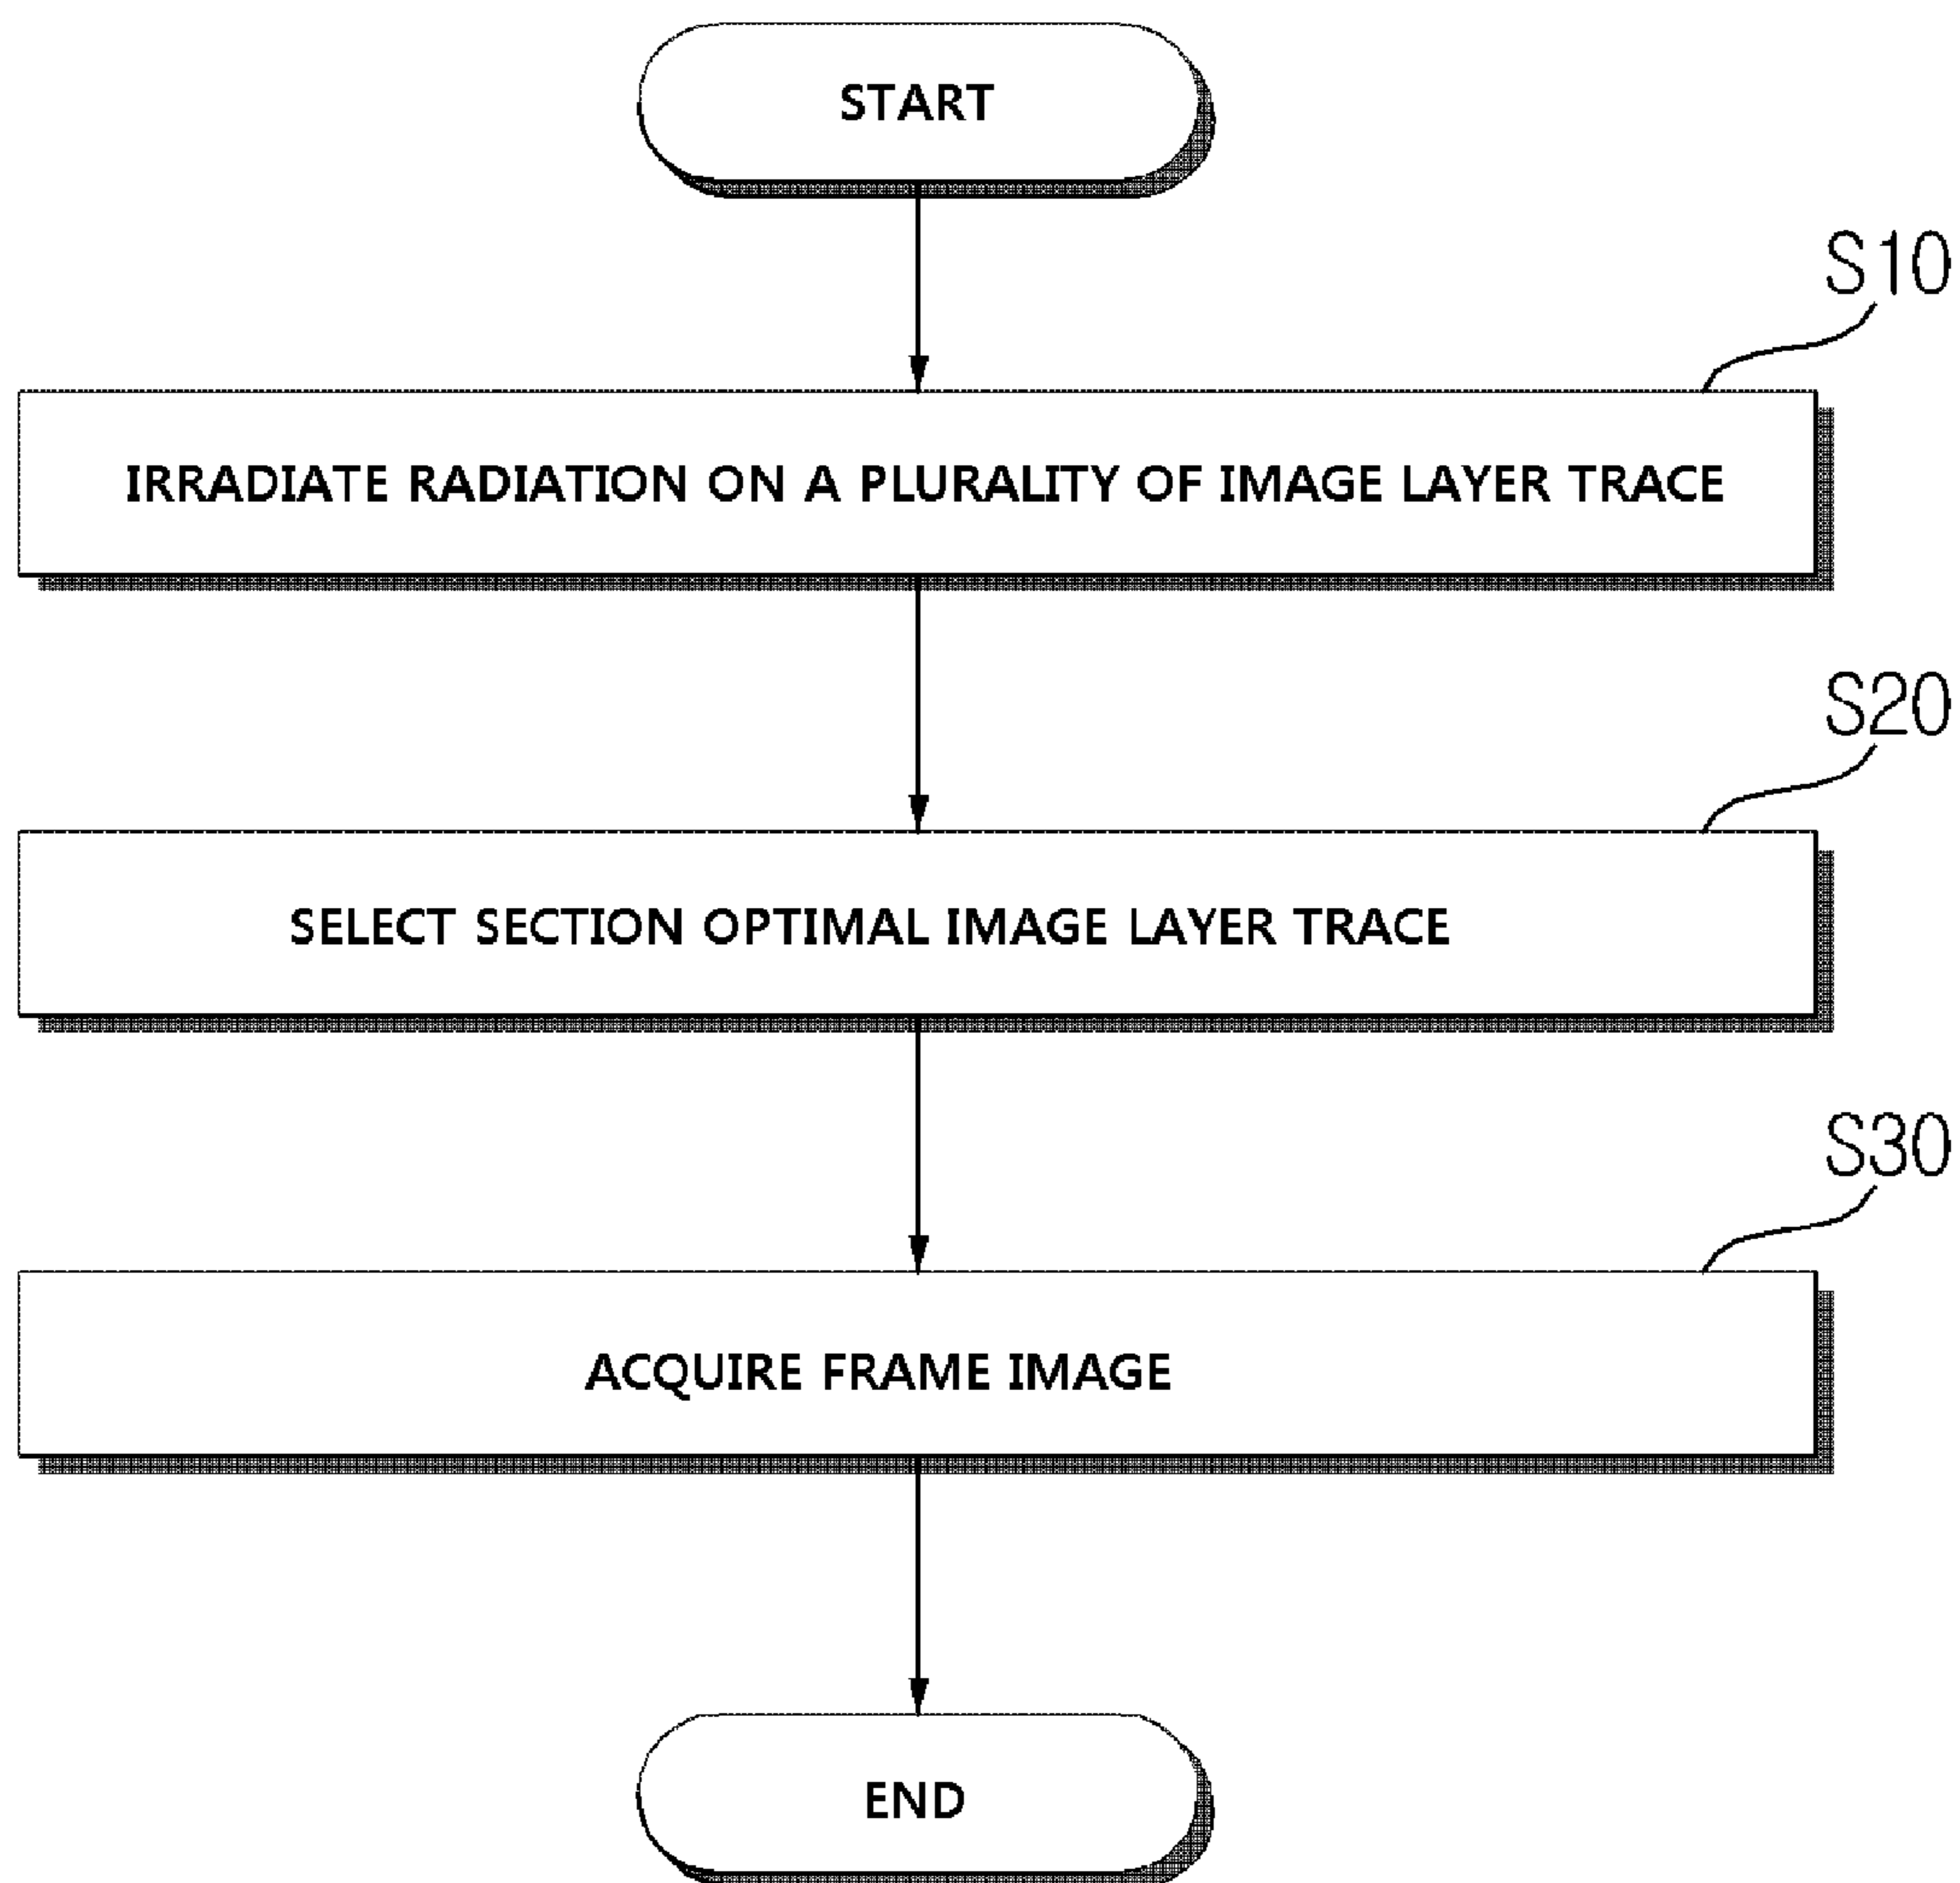 START
S10
IRRADIATE RADIATION ON A PLURALITY OF IMAGE LAYER TRACE
S20
SELECT SECTION OPTIMAL IMAGE LAYER TRACE
S30
ACQUIRE FRAME IMAGE
END